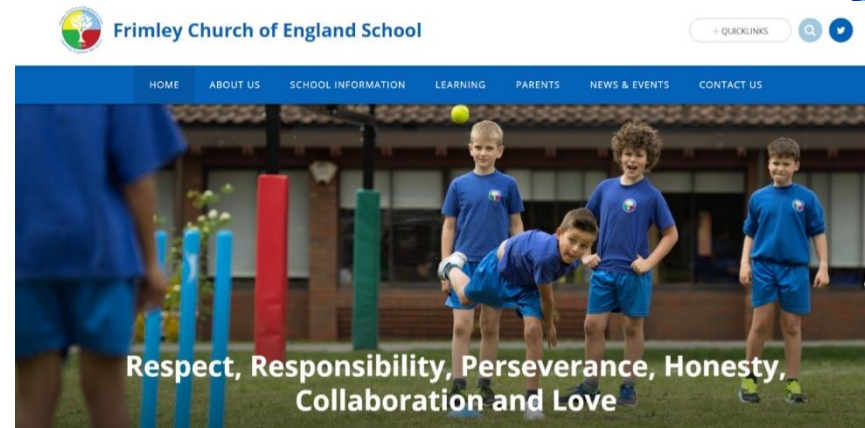 Frimley Church of England School
+ QUICKLINKS
HOME ABOUT US SCHOOL INFORMATION LEARNING PARENTS NEWS & EVENTS CONTACT US
Respect, Responsibility, Perseverance, Honesty,
Collaboration and Love